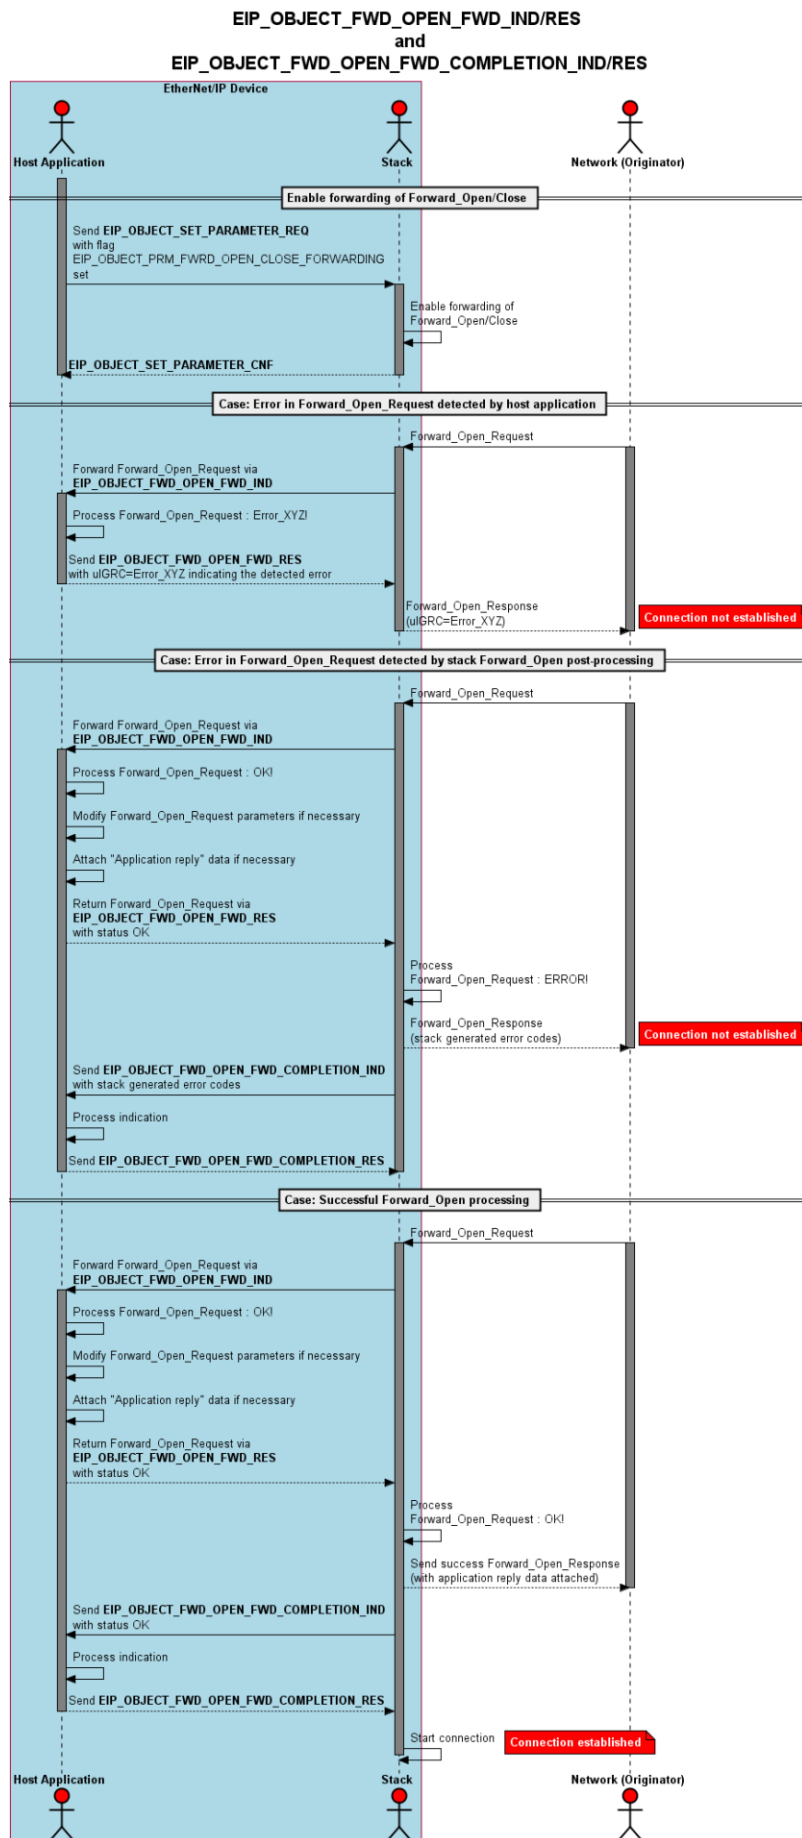 EIP_OBJECT_FWD_OPEN_FWD_IND/RES
and
EIP_OBJECT_FWD_OPEN_FWD_COMPLETION_IND/RES
EtherNet/IP Device
Host Application
Stack
Network (Originator)
Enable forwarding of Forward_Open/Close
Send EIP_OBJECT_SET_PARAMETER_REQ
with flag
EIP_OBJECT_PRM_FWRD_OPEN_CLOSE_FORWARDING
set
Enable forwarding of
Forward_Open/Close
EIP_OBJECT_SET_PARAMETER_CNF
Case: Error in Forward_Open_Request detected by host application
Forward_Open_Request
Forward Forward_Open_Request via
EIP_OBJECT_FWD_OPEN_FWD_IND
Process Forward_Open_Request : Error_XYZ!
Send EIP_OBJECT_FWD_OPEN_FWD_RES
with ulGRC=Error_XYZ indicating the detected error
Forward_Open_Response
(ulGRC=Error_XYZ)
Connection not established
Case: Error in Forward_Open_Request detected by stack Forward_Open post-processing
Forward_Open_Request
Forward Forward_Open_Request via
EIP_OBJECT_FWD_OPEN_FWD_IND
Process Forward_Open_Request : OK!
Modify Forward_Open_Request parameters if necessary
Attach "Application reply" data if necessary
Return Forward_Open_Request via
EIP_OBJECT_FWD_OPEN_FWD_RES
with status OK
Process
Forward_Open_Request : ERROR!
Forward_Open_Response
(stack generated error codes)
Connection not established
Send EIP_OBJECT_FWD_OPEN_FWD_COMPLETION_IND
with stack generated error codes
Process indication
Send EIP_OBJECT_FWD_OPEN_FWD_COMPLETION_RES
Case: Successful Forward_Open processing
Forward_Open_Request
Forward Forward_Open_Request via
EIP_OBJECT_FWD_OPEN_FWD_IND
Process Forward_Open_Request : OK!
Modify Forward_Open_Request parameters if necessary
Attach "Application reply" data if necessary
Return Forward_Open_Request via
EIP_OBJECT_FWD_OPEN_FWD_RES
with status OK
Process
Forward_Open_Request : OK!
Send success Forward_Open_Response
(with application reply data attached)
Send EIP_OBJECT_FWD_OPEN_FWD_COMPLETION_IND
with status OK
Process indication
Send EIP_OBJECT_FWD_OPEN_FWD_COMPLETION_RES
Start connection
Connection established
Host Application
Stack
Network (Originator)